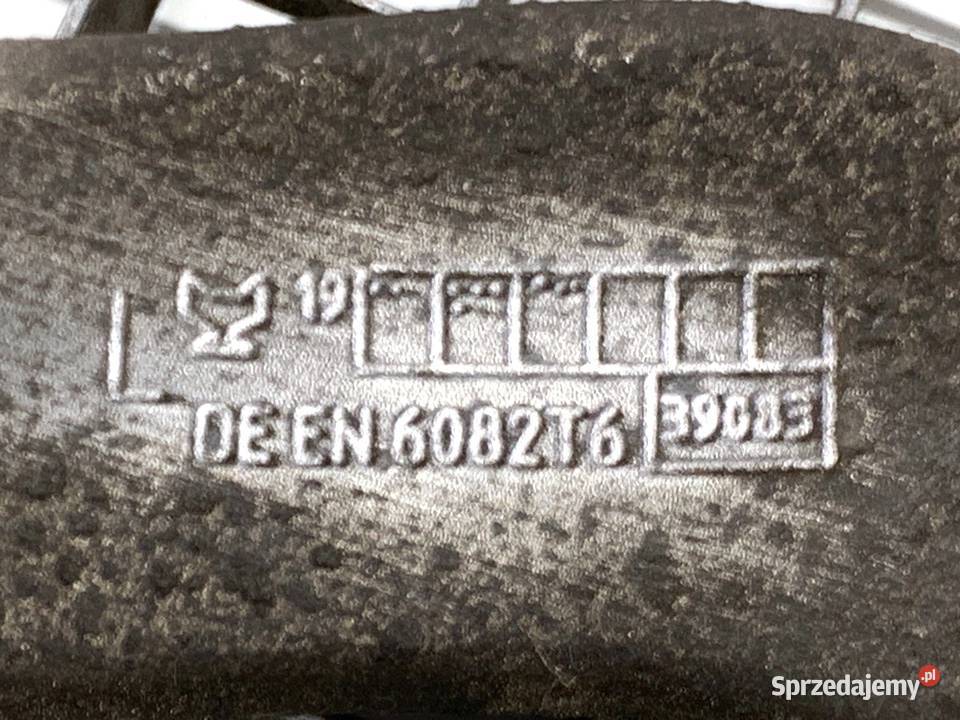 L 19
DE EN 6082T6 39083
Sprzedajemy.pl